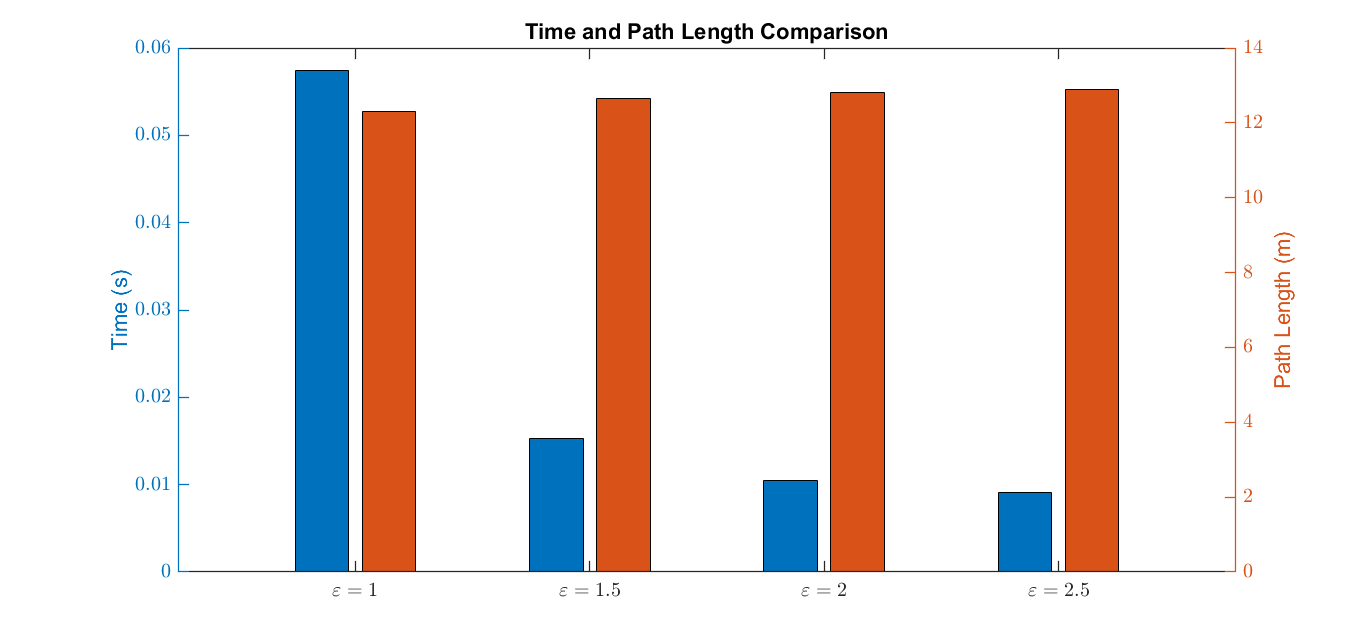 Time and Path Length Comparison
0.06
0.05
0.04
0.03
0.02
0.01
0
Time (s)
14
12
10
8
6
4
2
0
Path Length (m)
ε = 1
ε = 1.5
ε = 2
ε = 2.5